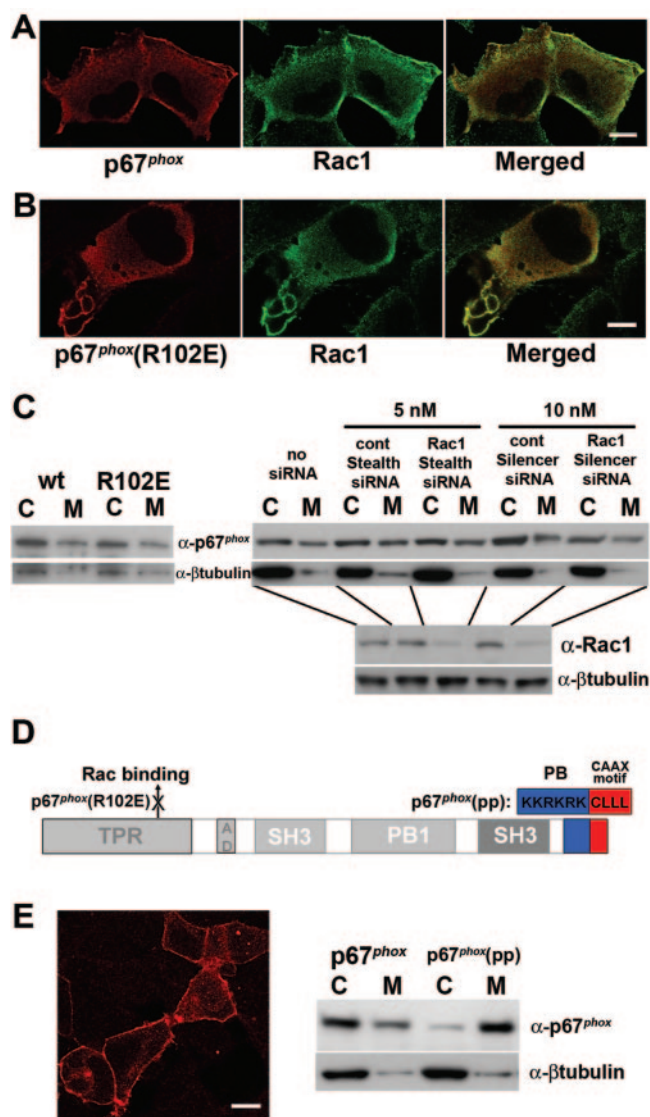 A
p67phox Rac1 Merged
B
p67phox(R102E) Rac1 Merged
C
5 nM 10 nM
no siRNA cont Stealth siRNA Rac1 Stealth siRNA cont Silencer siRNA Rac1 Silencer siRNA
wt R102E
C M C M C M C M C M C M C M
α-p67phox
α-βtubulin
α-Rac1
α-βtubulin
D
Rac binding
p67phox(R102E) X
PB CAAX motif
p67phox(pp): KKRKRK CLLL
TPR AD SH3 PB1 SH3
E
p67phox p67phox(pp)
C M C M
α-p67phox
α-βtubulin